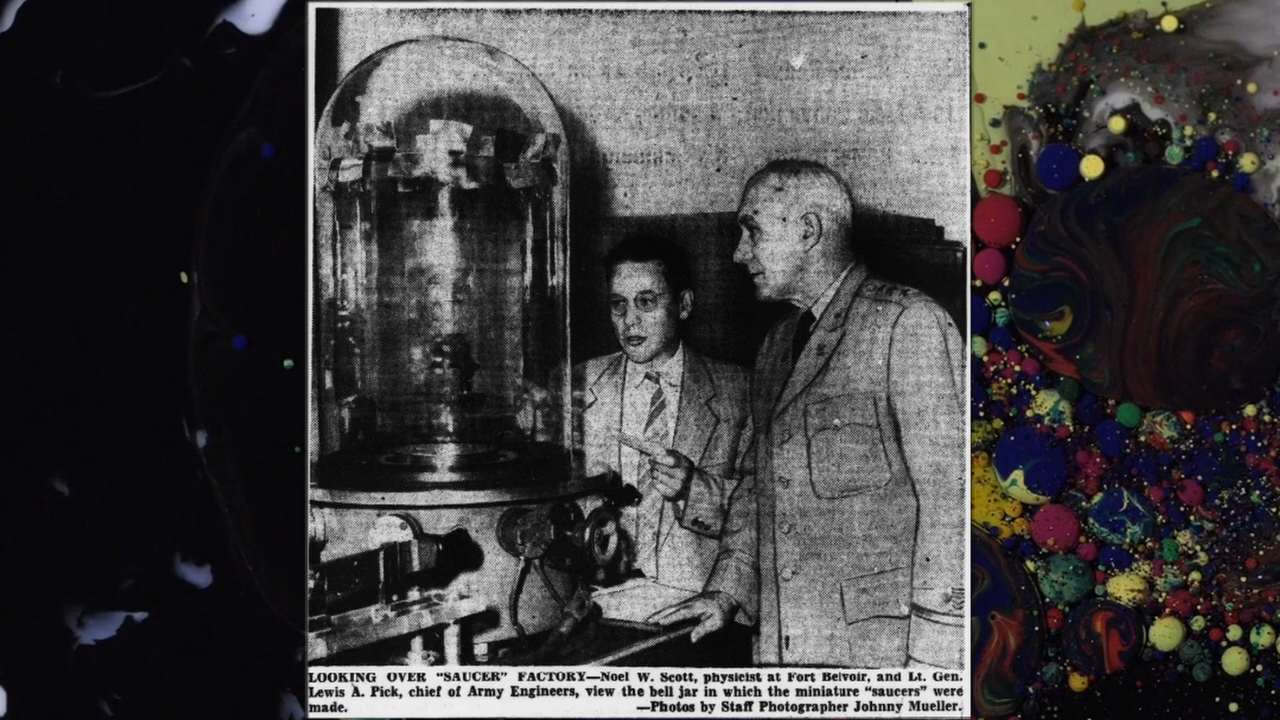 LOOKING OVER "SAUCER" FACTORY—Noel W. Scott, physicist at Fort Belvoir, and Lt. Gen.
Lewis A. Pick, chief of Army Engineers, view the bell jar in which the miniature "saucers" were
made. —Photos by Staff Photographer Johnny Mueller.